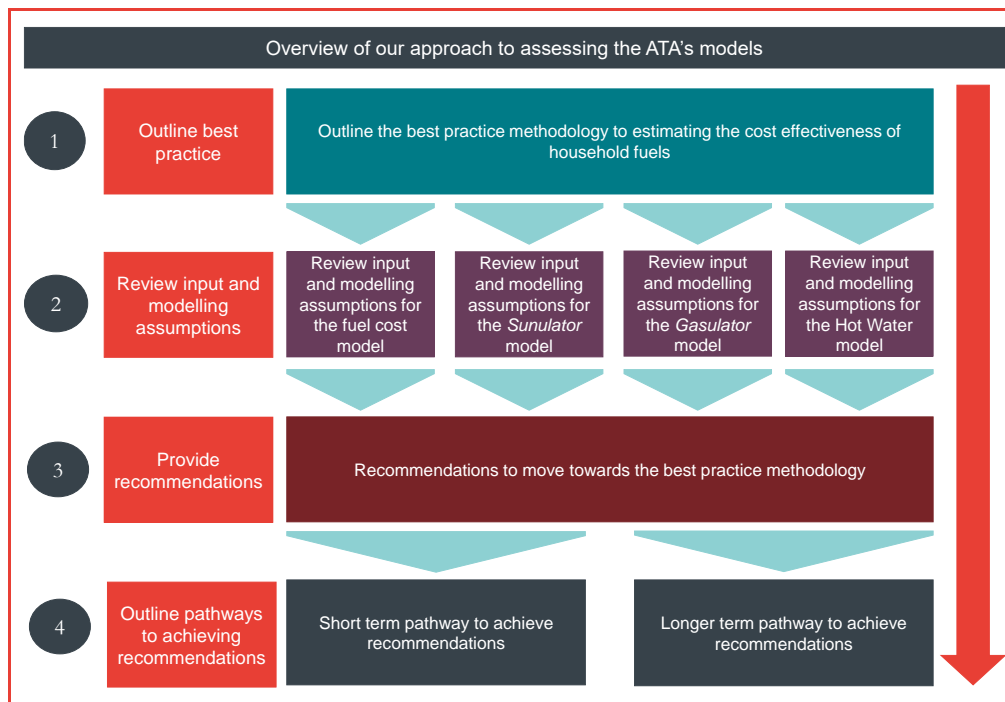 Overview of our approach to assessing the ATA's models
1
Outline best
practice
Outline the best practice methodology to estimating the cost effectiveness of
household fuels
2
Review input and
modelling
assumptions
Review input
and modelling
assumptions for
the fuel cost
model
Review input
and modelling
assumptions for
the Sunulator
model
Review input
and modelling
assumptions for
the Gasulator
model
Review input
and modelling
assumptions for
the Hot Water
model
3
Provide
recommendations
Recommendations to move towards the best practice methodology
4
Outline pathways
to achieving
recommendations
Short term pathway to achieve
recommendations
Longer term pathway to achieve
recommendations